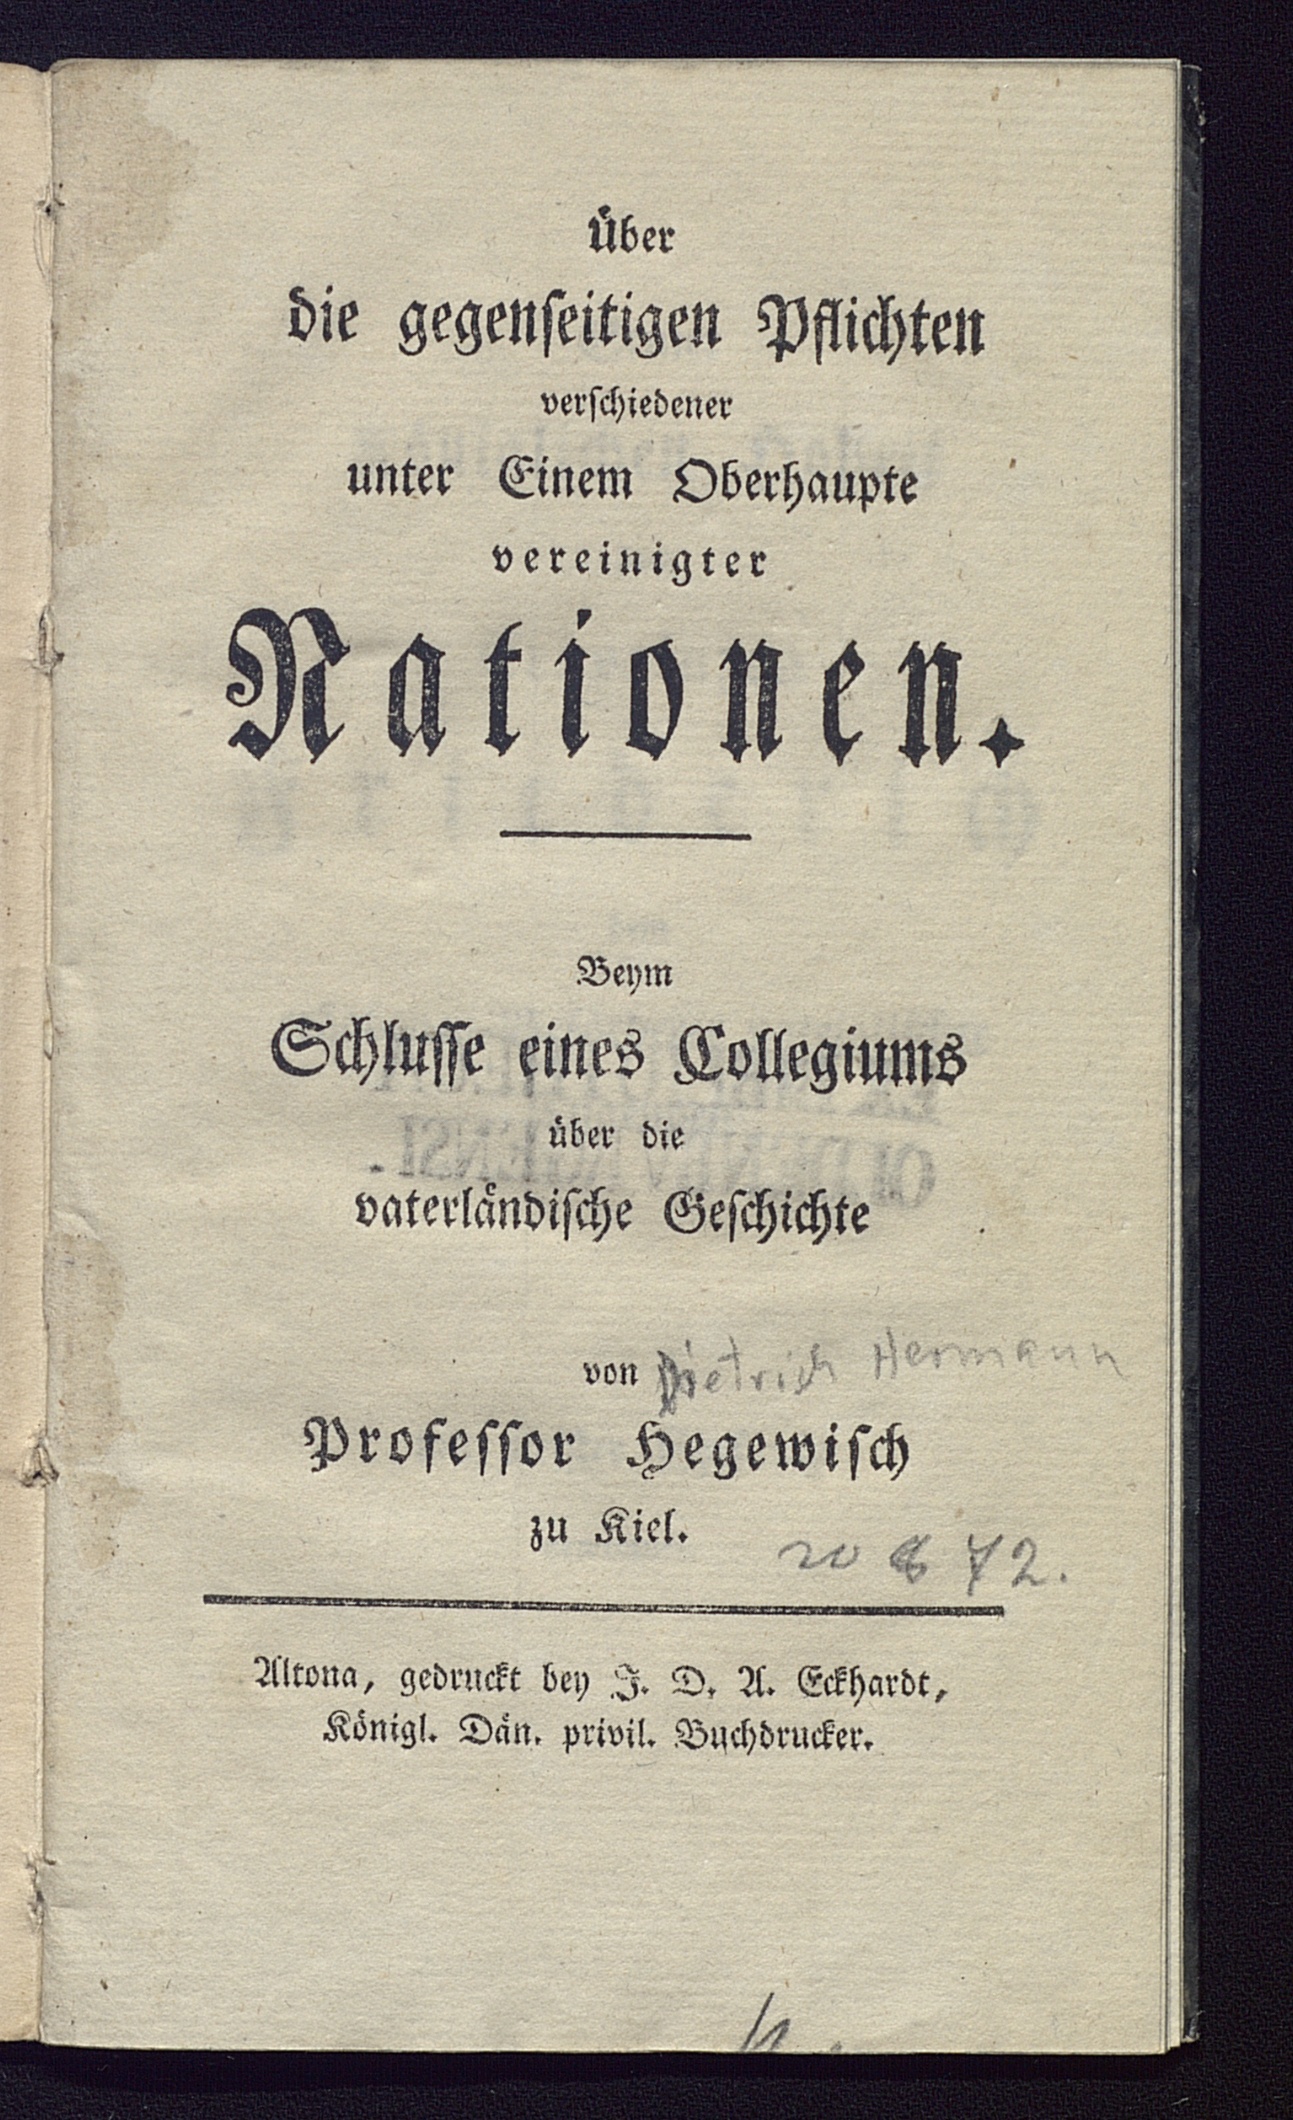 Über
die gegenseitigen Pflichten
verschiedener
unter Einem Oberhaupte
vereinigter
Nationen.
Beym
Schlusse eines Collegiums
über die
vaterländische Geschichte
von Dietrich Hermann
Professor Hegewisch
zu Kiel.
72.
Altona, gedruckt bey J. D. A. Eckhardt,
Königl. Dän. privil. Buchdrucker.